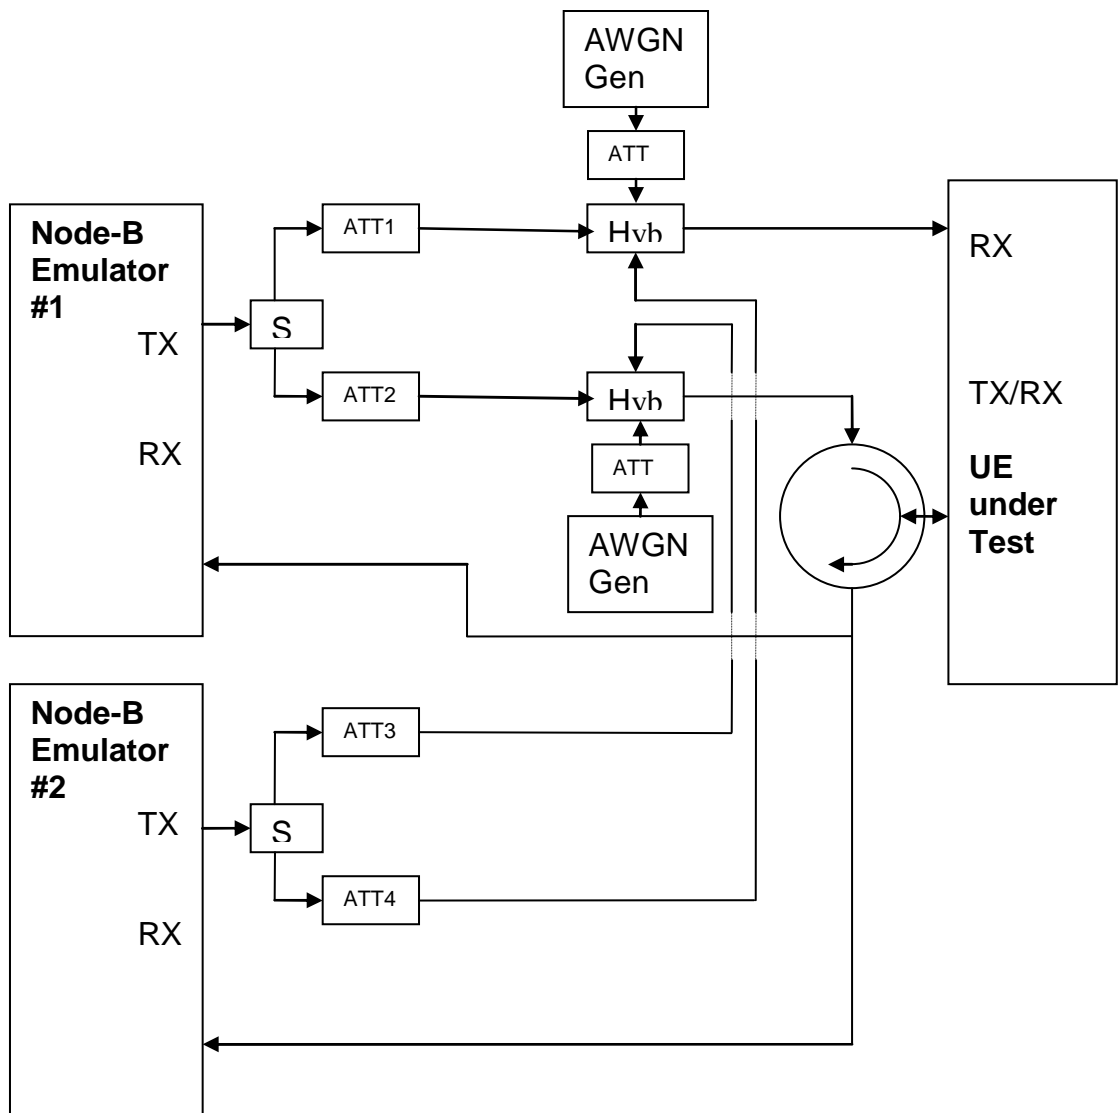 AWGN
Gen
ATT
Node-B
Emulator
#1
TX
RX
S
ATT1
ATT2
Hyb
Hyb
ATT
AWGN
Gen
RX
TX/RX
UE
under
Test
Node-B
Emulator
#2
TX
RX
S
ATT3
ATT4